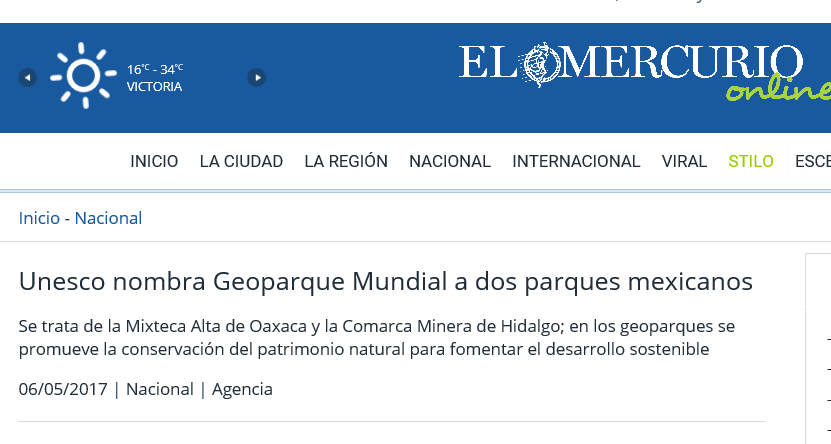 16°C - 34°C
VICTORIA
EL MERCURIO
online
INICIO LA CIUDAD LA REGIÓN NACIONAL INTERNACIONAL VIRAL STILO
Inicio - Nacional
Unesco nombra Geoparque Mundial a dos parques mexicanos
Se trata de la Mixteca Alta de Oaxaca y la Comarca Minera de Hidalgo; en los geoparques se
promueve la conservación del patrimonio natural para fomentar el desarrollo sostenible
06/05/2017 | Nacional | Agencia